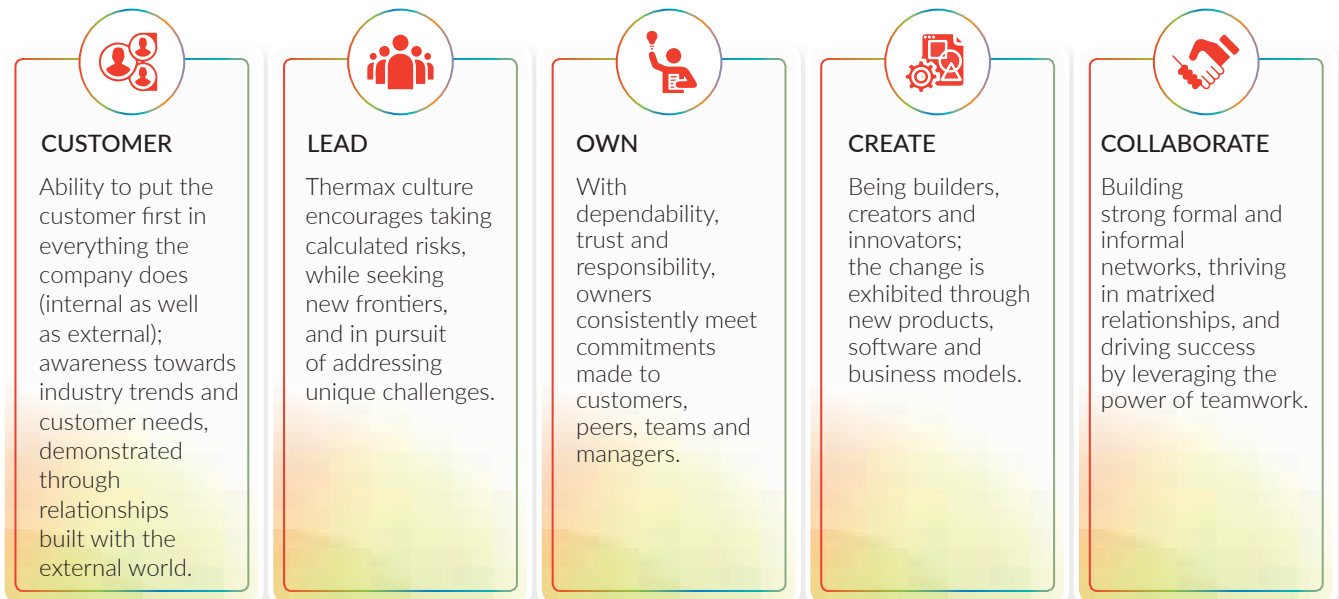 CUSTOMER
Ability to put the
customer first in
everything the
company does
(internal as well
as external);
awareness towards
industry trends and
customer needs,
demonstrated
through
relationships
built with the
external world.
LEAD
Thermax culture
encourages taking
calculated risks,
while seeking
new frontiers,
and in pursuit
of addressing
unique challenges.
OWN
With
dependability,
trust and
responsibility,
owners
consistently meet
commitments
made to
customers,
peers, teams and
managers.
CREATE
Being builders,
creators and
innovators;
the change is
exhibited through
new products,
software and
business models.
COLLABORATE
Building
strong formal and
informal
networks, thriving
in matrixed
relationships, and
driving success
by leveraging the
power of teamwork.